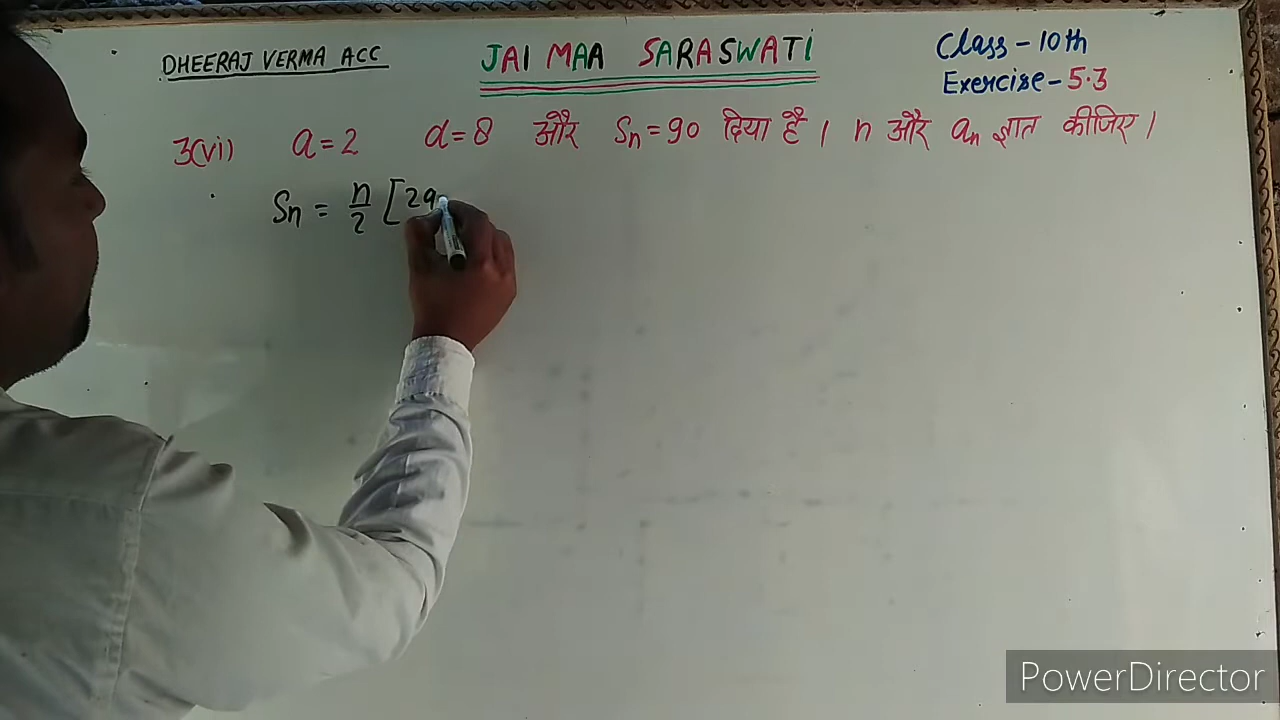 DHEERAJ VERMA ACC
JAI MAA SARASWATI
Class - 10th
Exercise - 5.3
3(vi) a = 2 d = 8 और Sn = 90 दिया है । n और an ज्ञात कीजिए ।
Sn = n/2 [2a
PowerDirector